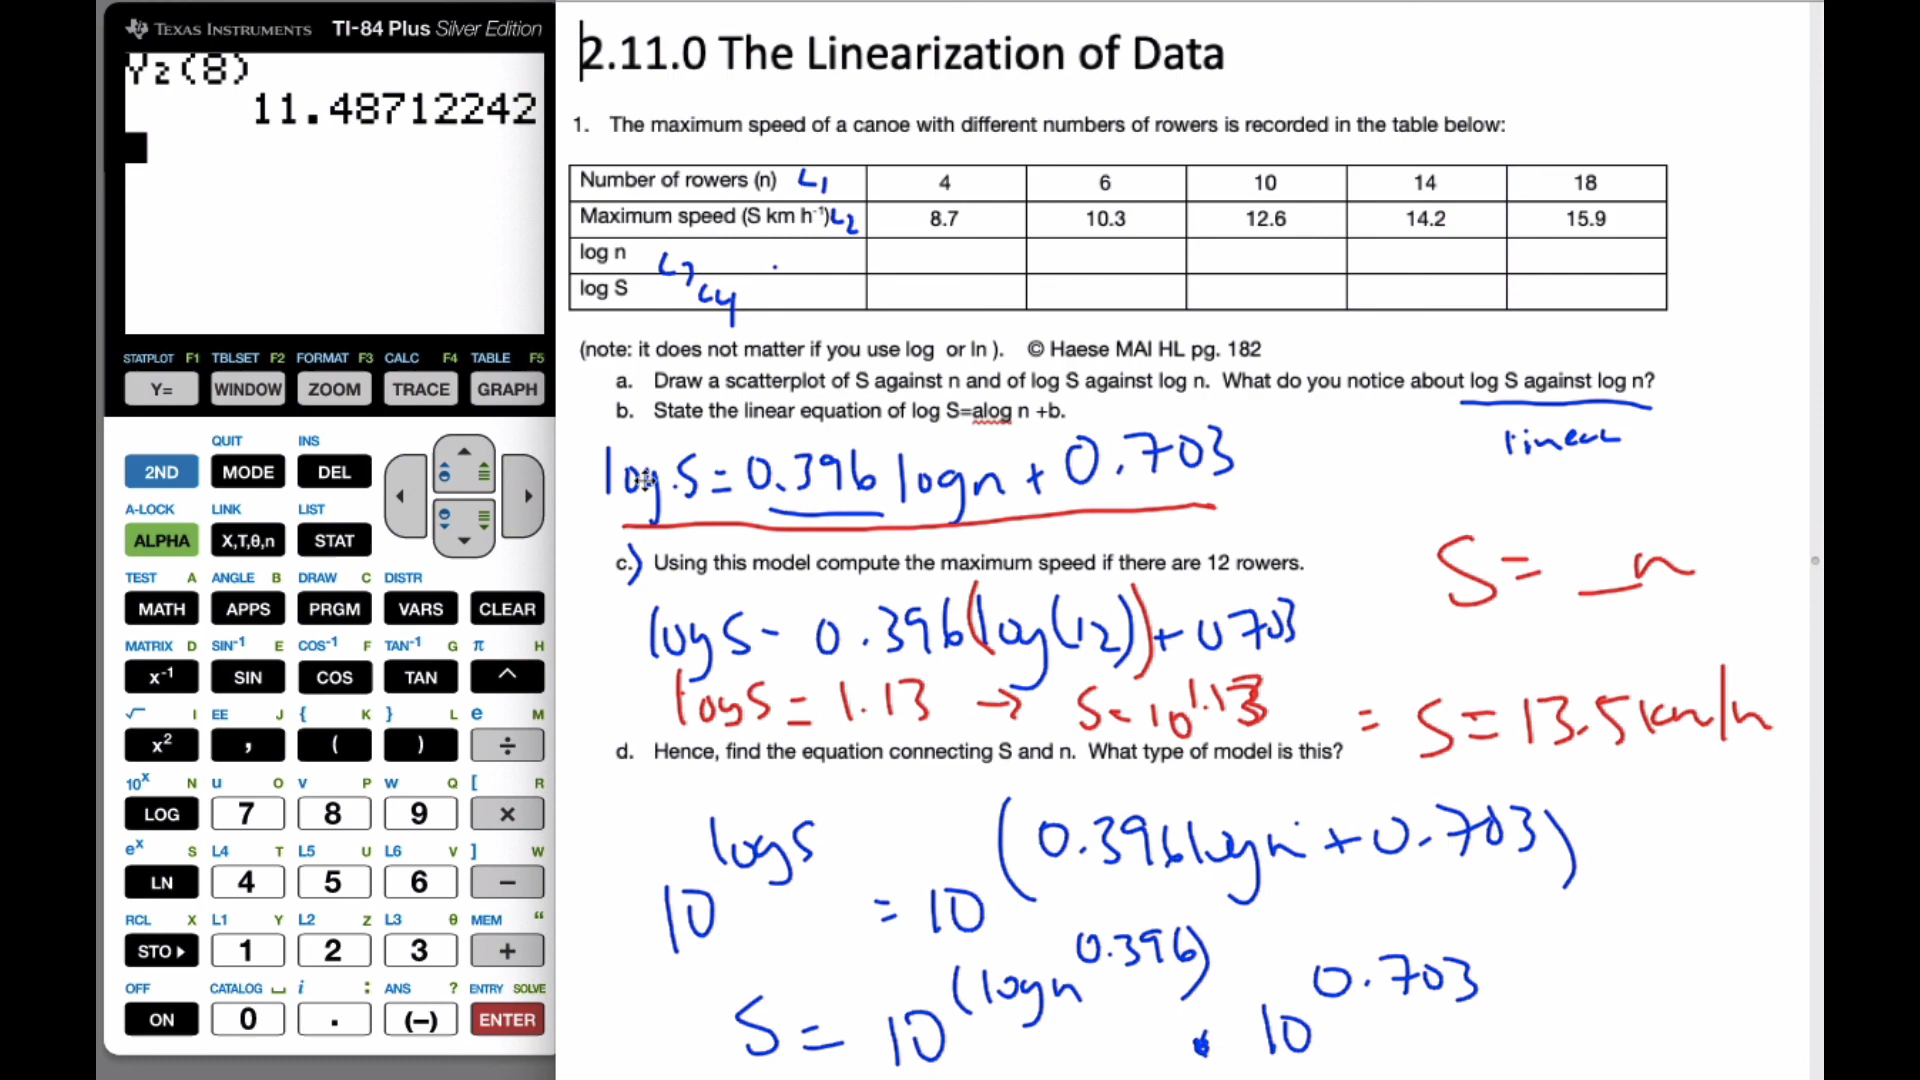 TEXAS INSTRUMENTS TI-84 Plus Silver Edition
Y2(8)
11.48712242
STATPLOT F1 TBLSET F2 FORMAT F3 CALC F4 TABLE F5
Y= WINDOW ZOOM TRACE GRAPH
QUIT INS
2ND MODE DEL
A-LOCK LINK LIST
ALPHA X,T,θ,n STAT
TEST A ANGLE B DRAW C DISTR
MATH APPS PRGM VARS CLEAR
MATRIX D SIN-1 E COS-1 F TAN-1 G π H
x-1 SIN COS TAN ^
√ I EE J { K } L e M
x2 , ( ) ÷
10x N u O v P w Q [ R
LOG 7 8 9 ×
ex S L4 T L5 U L6 V ] W
LN 4 5 6 −
RCL X L1 Y L2 Z L3 θ MEM “
STO▶ 1 2 3 +
OFF CATALOG ⎵ i : ANS ? ENTRY SOLVE
ON 0 . (−) ENTER
2.11.0 The Linearization of Data
1. The maximum speed of a canoe with different numbers of rowers is recorded in the table below:
Number of rowers (n) L1 4 6 10 14 18
Maximum speed (S km h-1) L2 8.7 10.3 12.6 14.2 15.9
log n L3
log S L4
(note: it does not matter if you use log or ln ). © Haese MAI HL pg. 182
a. Draw a scatterplot of S against n and of log S against log n. What do you notice about log S against log n?
b. State the linear equation of log S=alog n +b.
linear
log S = 0.396 log n + 0.703
c.) Using this model compute the maximum speed if there are 12 rowers.
S = _n
log S - 0.396(log(12)) + 0 703
log S = 1.13 → S = 10^1.13 = S = 13.5 km/h
d. Hence, find the equation connecting S and n. What type of model is this?
10^log S = 10^(0.396 log n + 0.703)
S = 10^(log n^0.396) · 10^0.703